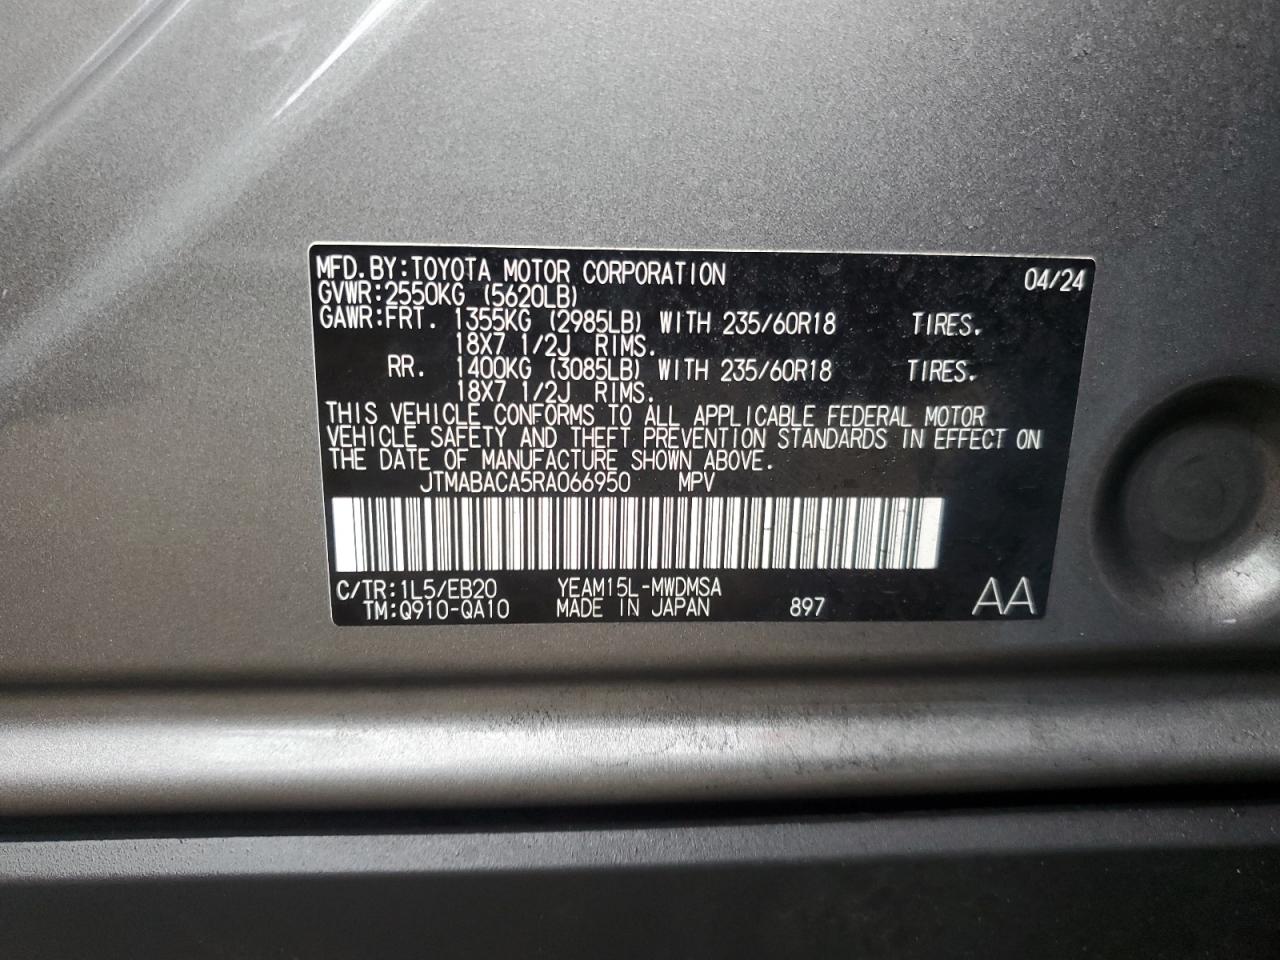 MFD.BY:TOYOTA MOTOR CORPORATION 04/24
GVWR:2550KG (5620LB)
GAWR:FRT. 1355KG (2985LB) WITH 235/60R18 TIRES.
18X7 1/2J RIMS.
RR. 1400KG (3085LB) WITH 235/60R18 TIRES.
18X7 1/2J RIMS.
THIS VEHICLE CONFORMS TO ALL APPLICABLE FEDERAL MOTOR
VEHICLE SAFETY AND THEFT PREVENTION STANDARDS IN EFFECT ON
THE DATE OF MANUFACTURE SHOWN ABOVE.
JTMABACA5RA066950 MPV
C/TR:1L5/EB20 YEAM15L-MWDMSA
TM:Q910-QA10 MADE IN JAPAN 897 AA